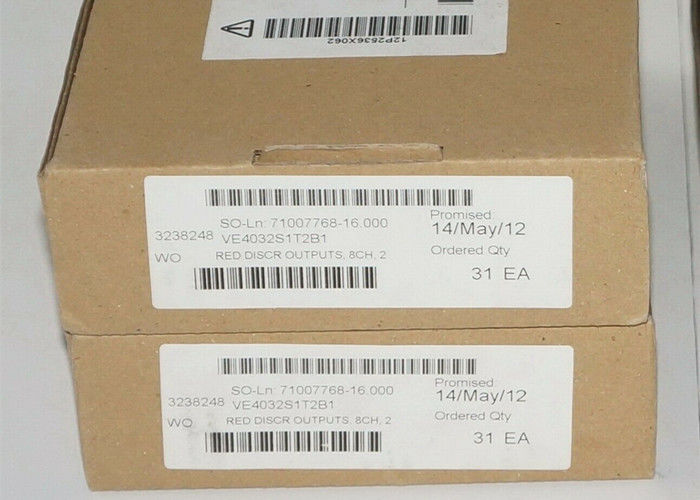 12P2536X062
SO-Ln: 71007768-16.000
Promised:
14/May/12
3238248 VE4032S1T2B1
Ordered Qty
WO RED DISCR OUTPUTS, 8CH, 2
31 EA
SO-Ln: 71007768-16.000
Promised:
14/May/12
3238248 VE4032S1T2B1
Ordered Qty
WO RED DISCR OUTPUTS, 8CH, 2
31 EA